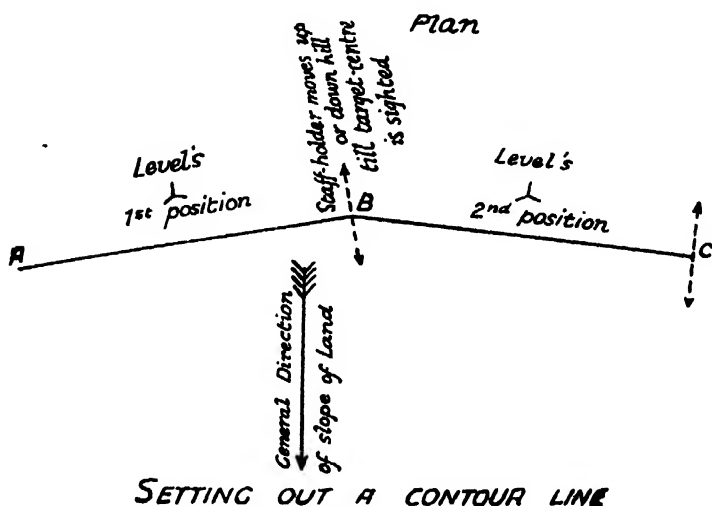 Plan
Staff-holder moves up
or down hill
till target-centre
is sighted
Level's
1st position
Level's
2nd position
A
B
C
General Direction
of slope of Land
SETTING OUT A CONTOUR LINE